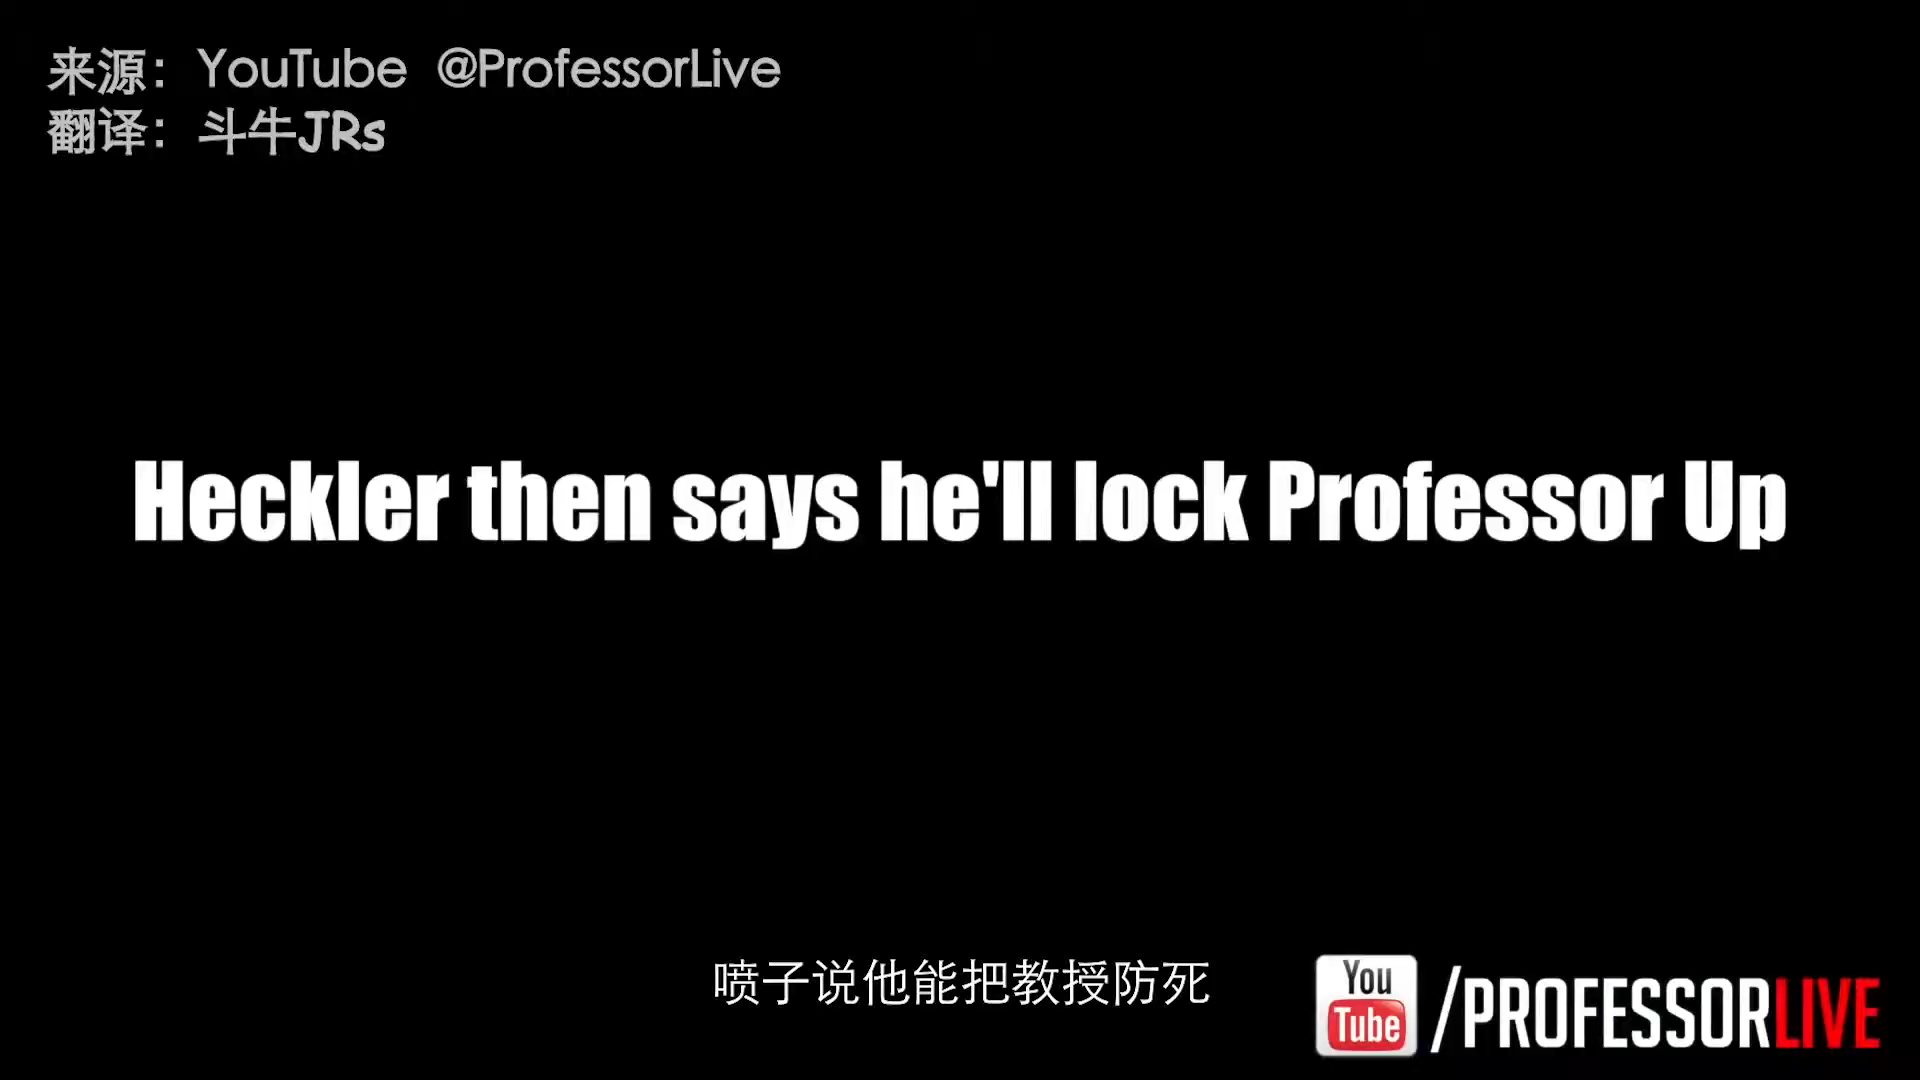 来源：YouTube @ProfessorLive
翻译：斗牛JRs
Heckler then says he'll lock Professor Up
喷子说他能把教授防死
You
Tube
/PROFESSORLIVE